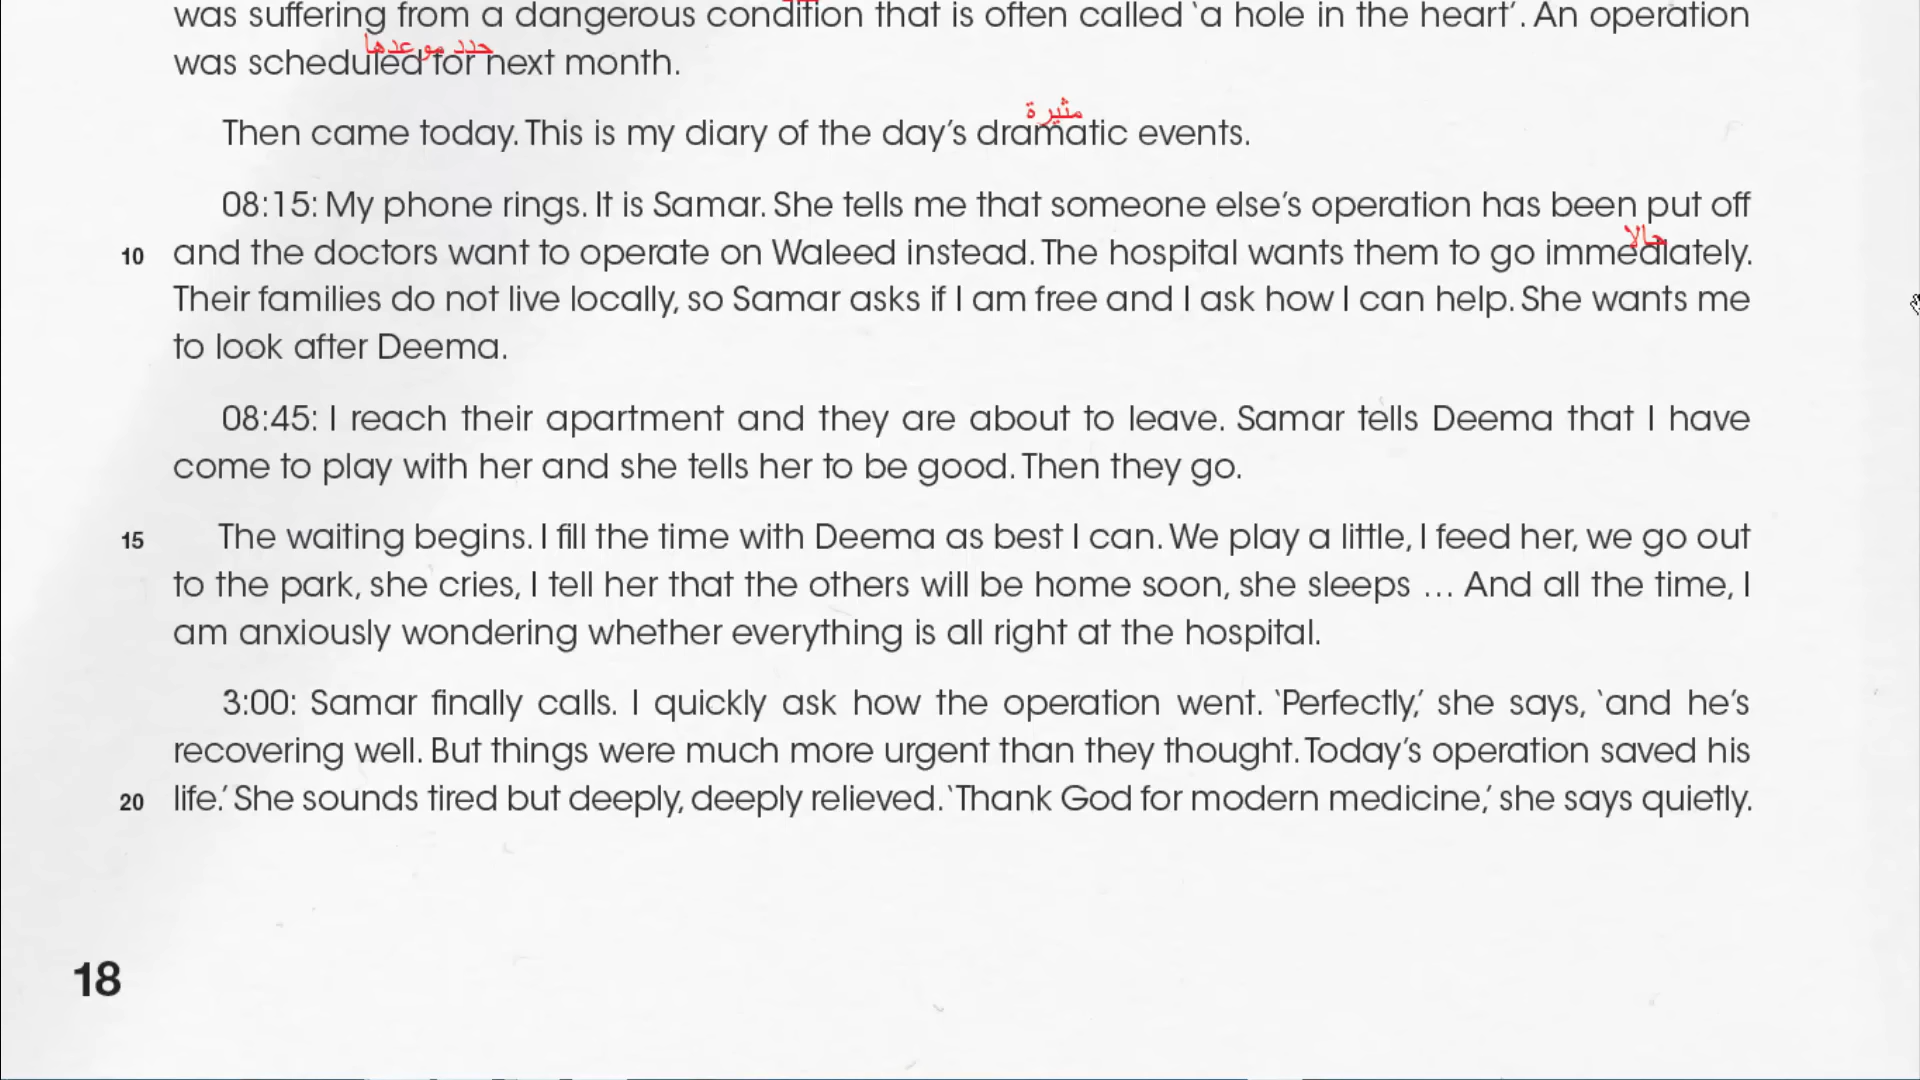 was suffering from a dangerous condition that is often called ‘a hole in the heart’. An operation
حدد موعدها
was scheduled for next month.
مثيرة
Then came today. This is my diary of the day’s dramatic events.
08:15: My phone rings. It is Samar. She tells me that someone else’s operation has been put off
حالا
10 and the doctors want to operate on Waleed instead. The hospital wants them to go immediately.
Their families do not live locally, so Samar asks if I am free and I ask how I can help. She wants me
to look after Deema.
08:45: I reach their apartment and they are about to leave. Samar tells Deema that I have
come to play with her and she tells her to be good. Then they go.
15 The waiting begins. I fill the time with Deema as best I can. We play a little, I feed her, we go out
to the park, she cries, I tell her that the others will be home soon, she sleeps … And all the time, I
am anxiously wondering whether everything is all right at the hospital.
3:00: Samar finally calls. I quickly ask how the operation went. ‘Perfectly,’ she says, ‘and he’s
recovering well. But things were much more urgent than they thought. Today’s operation saved his
20 life.’ She sounds tired but deeply, deeply relieved. ‘Thank God for modern medicine,’ she says quietly.
18